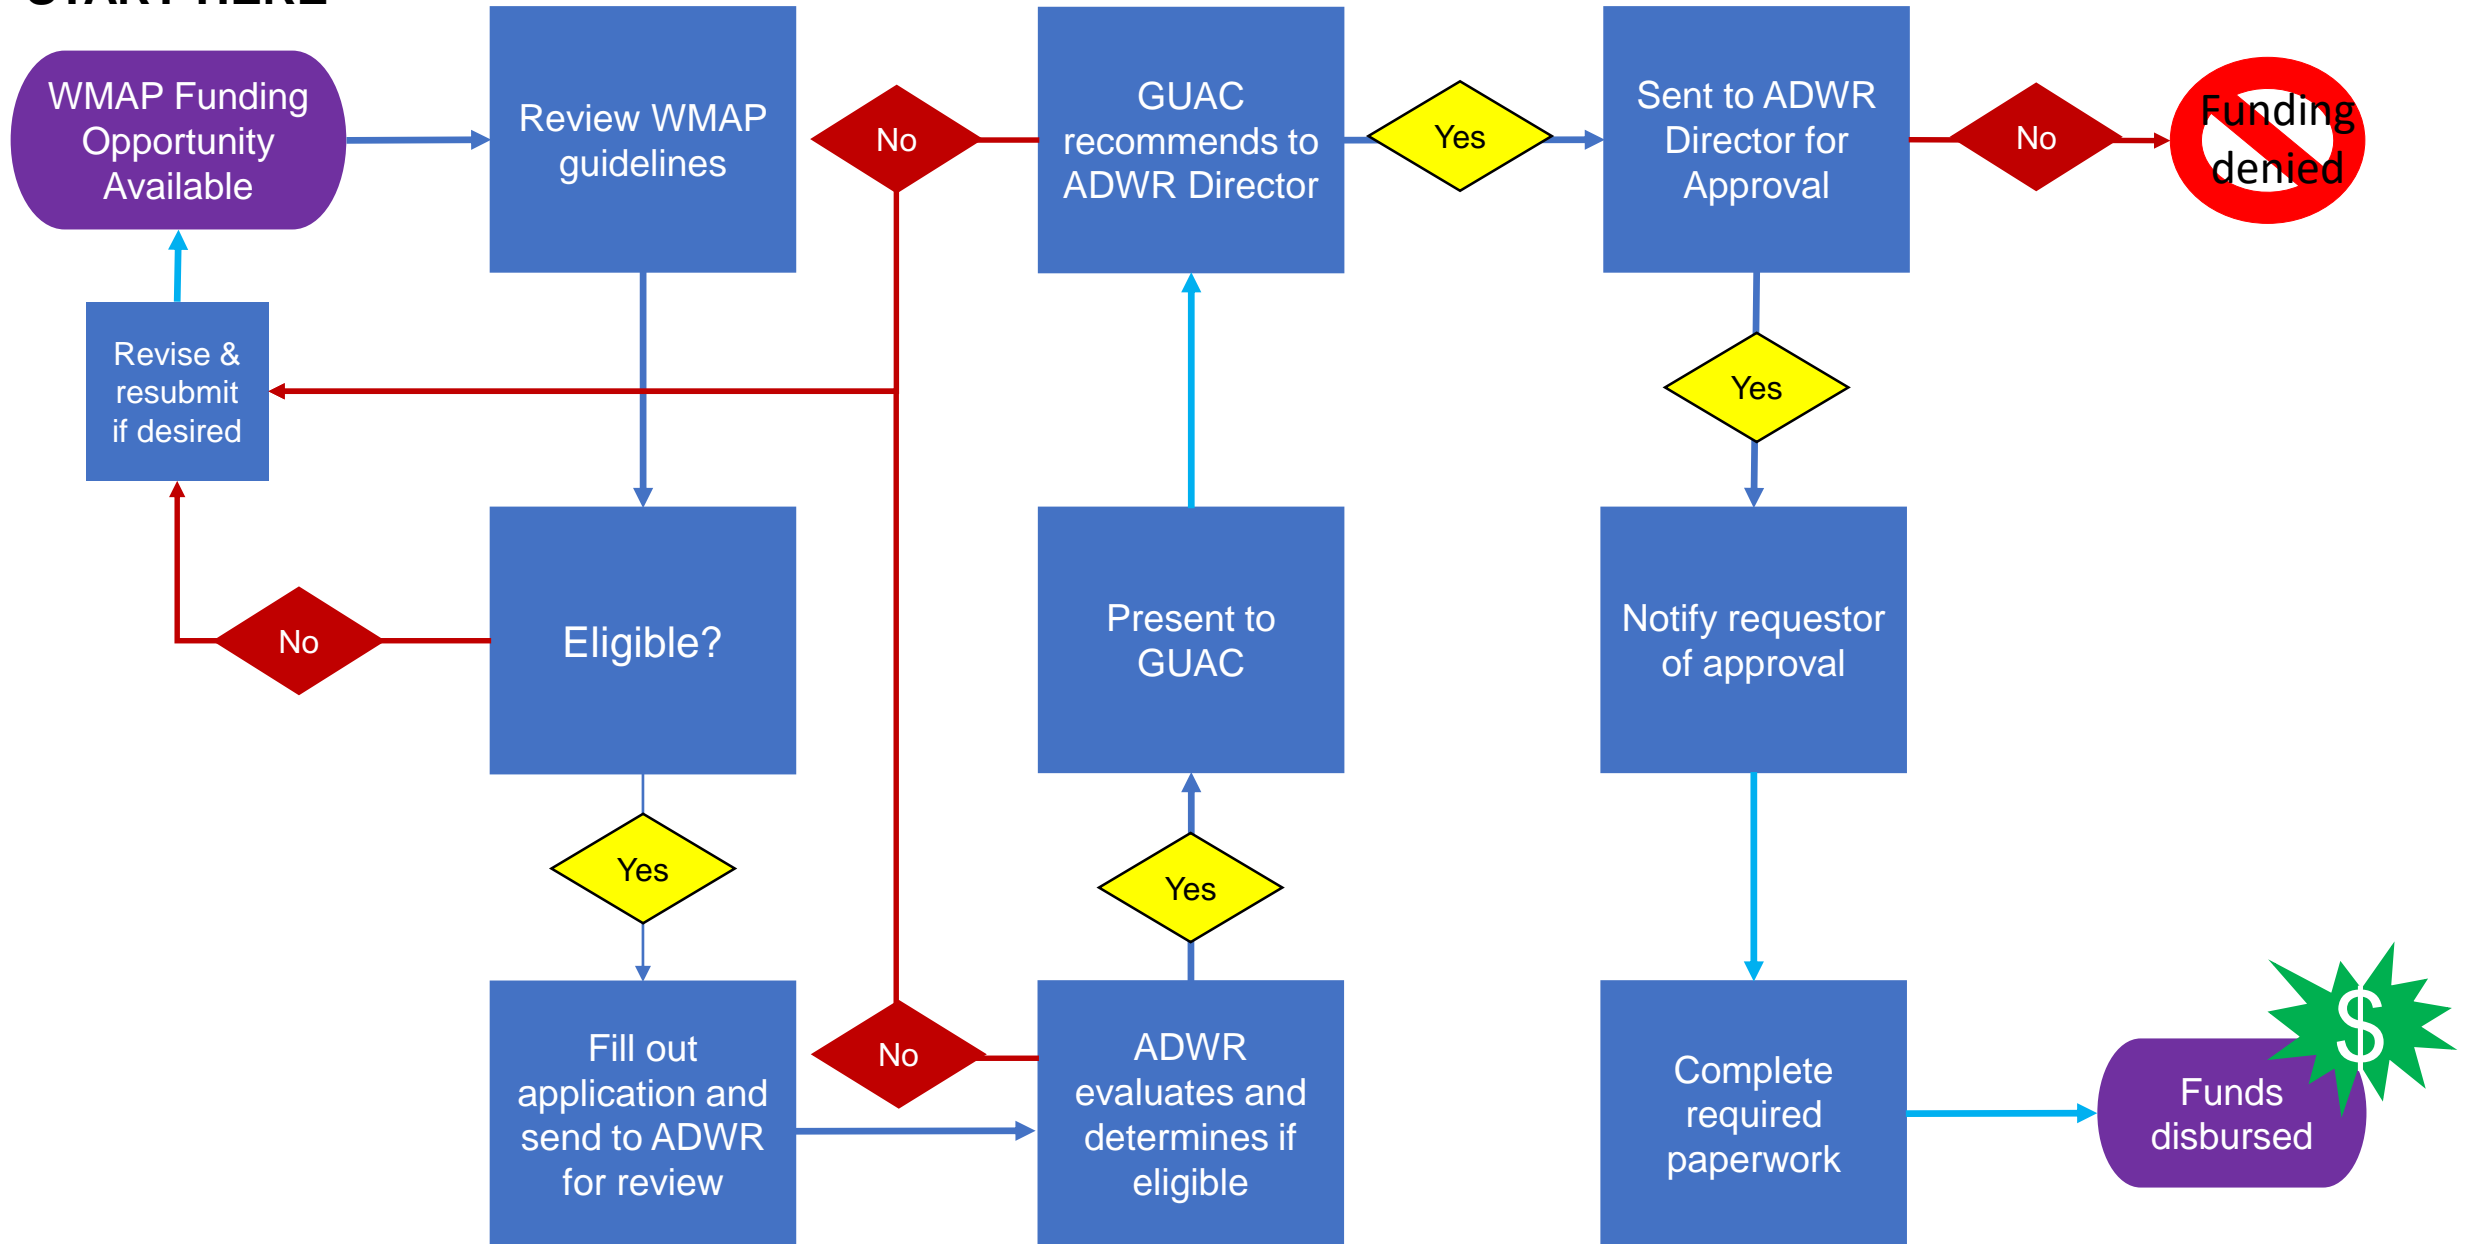 START HERE
WMAP Funding
Opportunity
Available
Review WMAP
guidelines
No
GUAC
recommends to
ADWR Director
Yes
Sent to ADWR
Director for
Approval
No
Funding
denied
Revise &
resubmit
if desired
Yes
No
Eligible?
Present to
GUAC
Notify requestor
of approval
Yes
Yes
Fill out
application and
send to ADWR
for review
No
ADWR
evaluates and
determines if
eligible
Complete
required
paperwork
$
Funds
disbursed